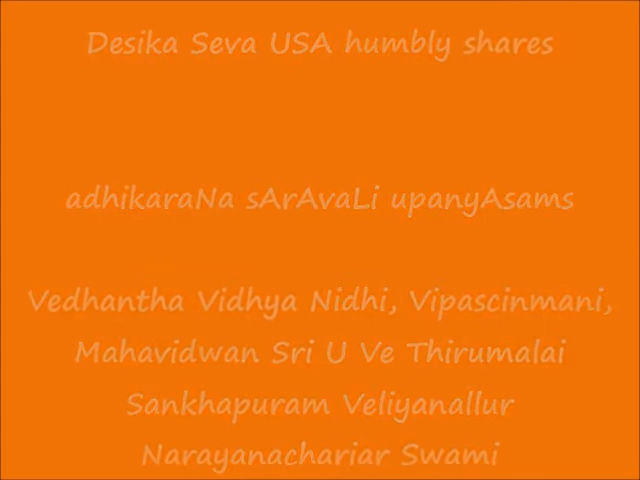 Desika Seva USA humbly shares
adhikaraNa sArAvaLi upanyAsams
Vedhantha Vidhya Nidhi, Vipascinmani,
Mahavidwan Sri U Ve Thirumalai
Sankhapuram Veliyanallur
Narayanachariar Swami